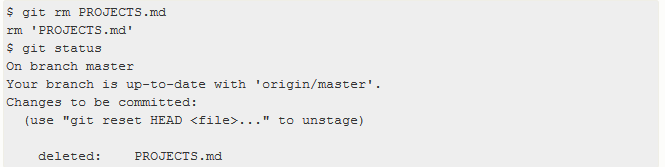 $ git rm PROJECTS.md
rm 'PROJECTS.md'
$ git status
On branch master
Your branch is up-to-date with 'origin/master'.
Changes to be committed:
  (use "git reset HEAD <file>..." to unstage)

    deleted:    PROJECTS.md